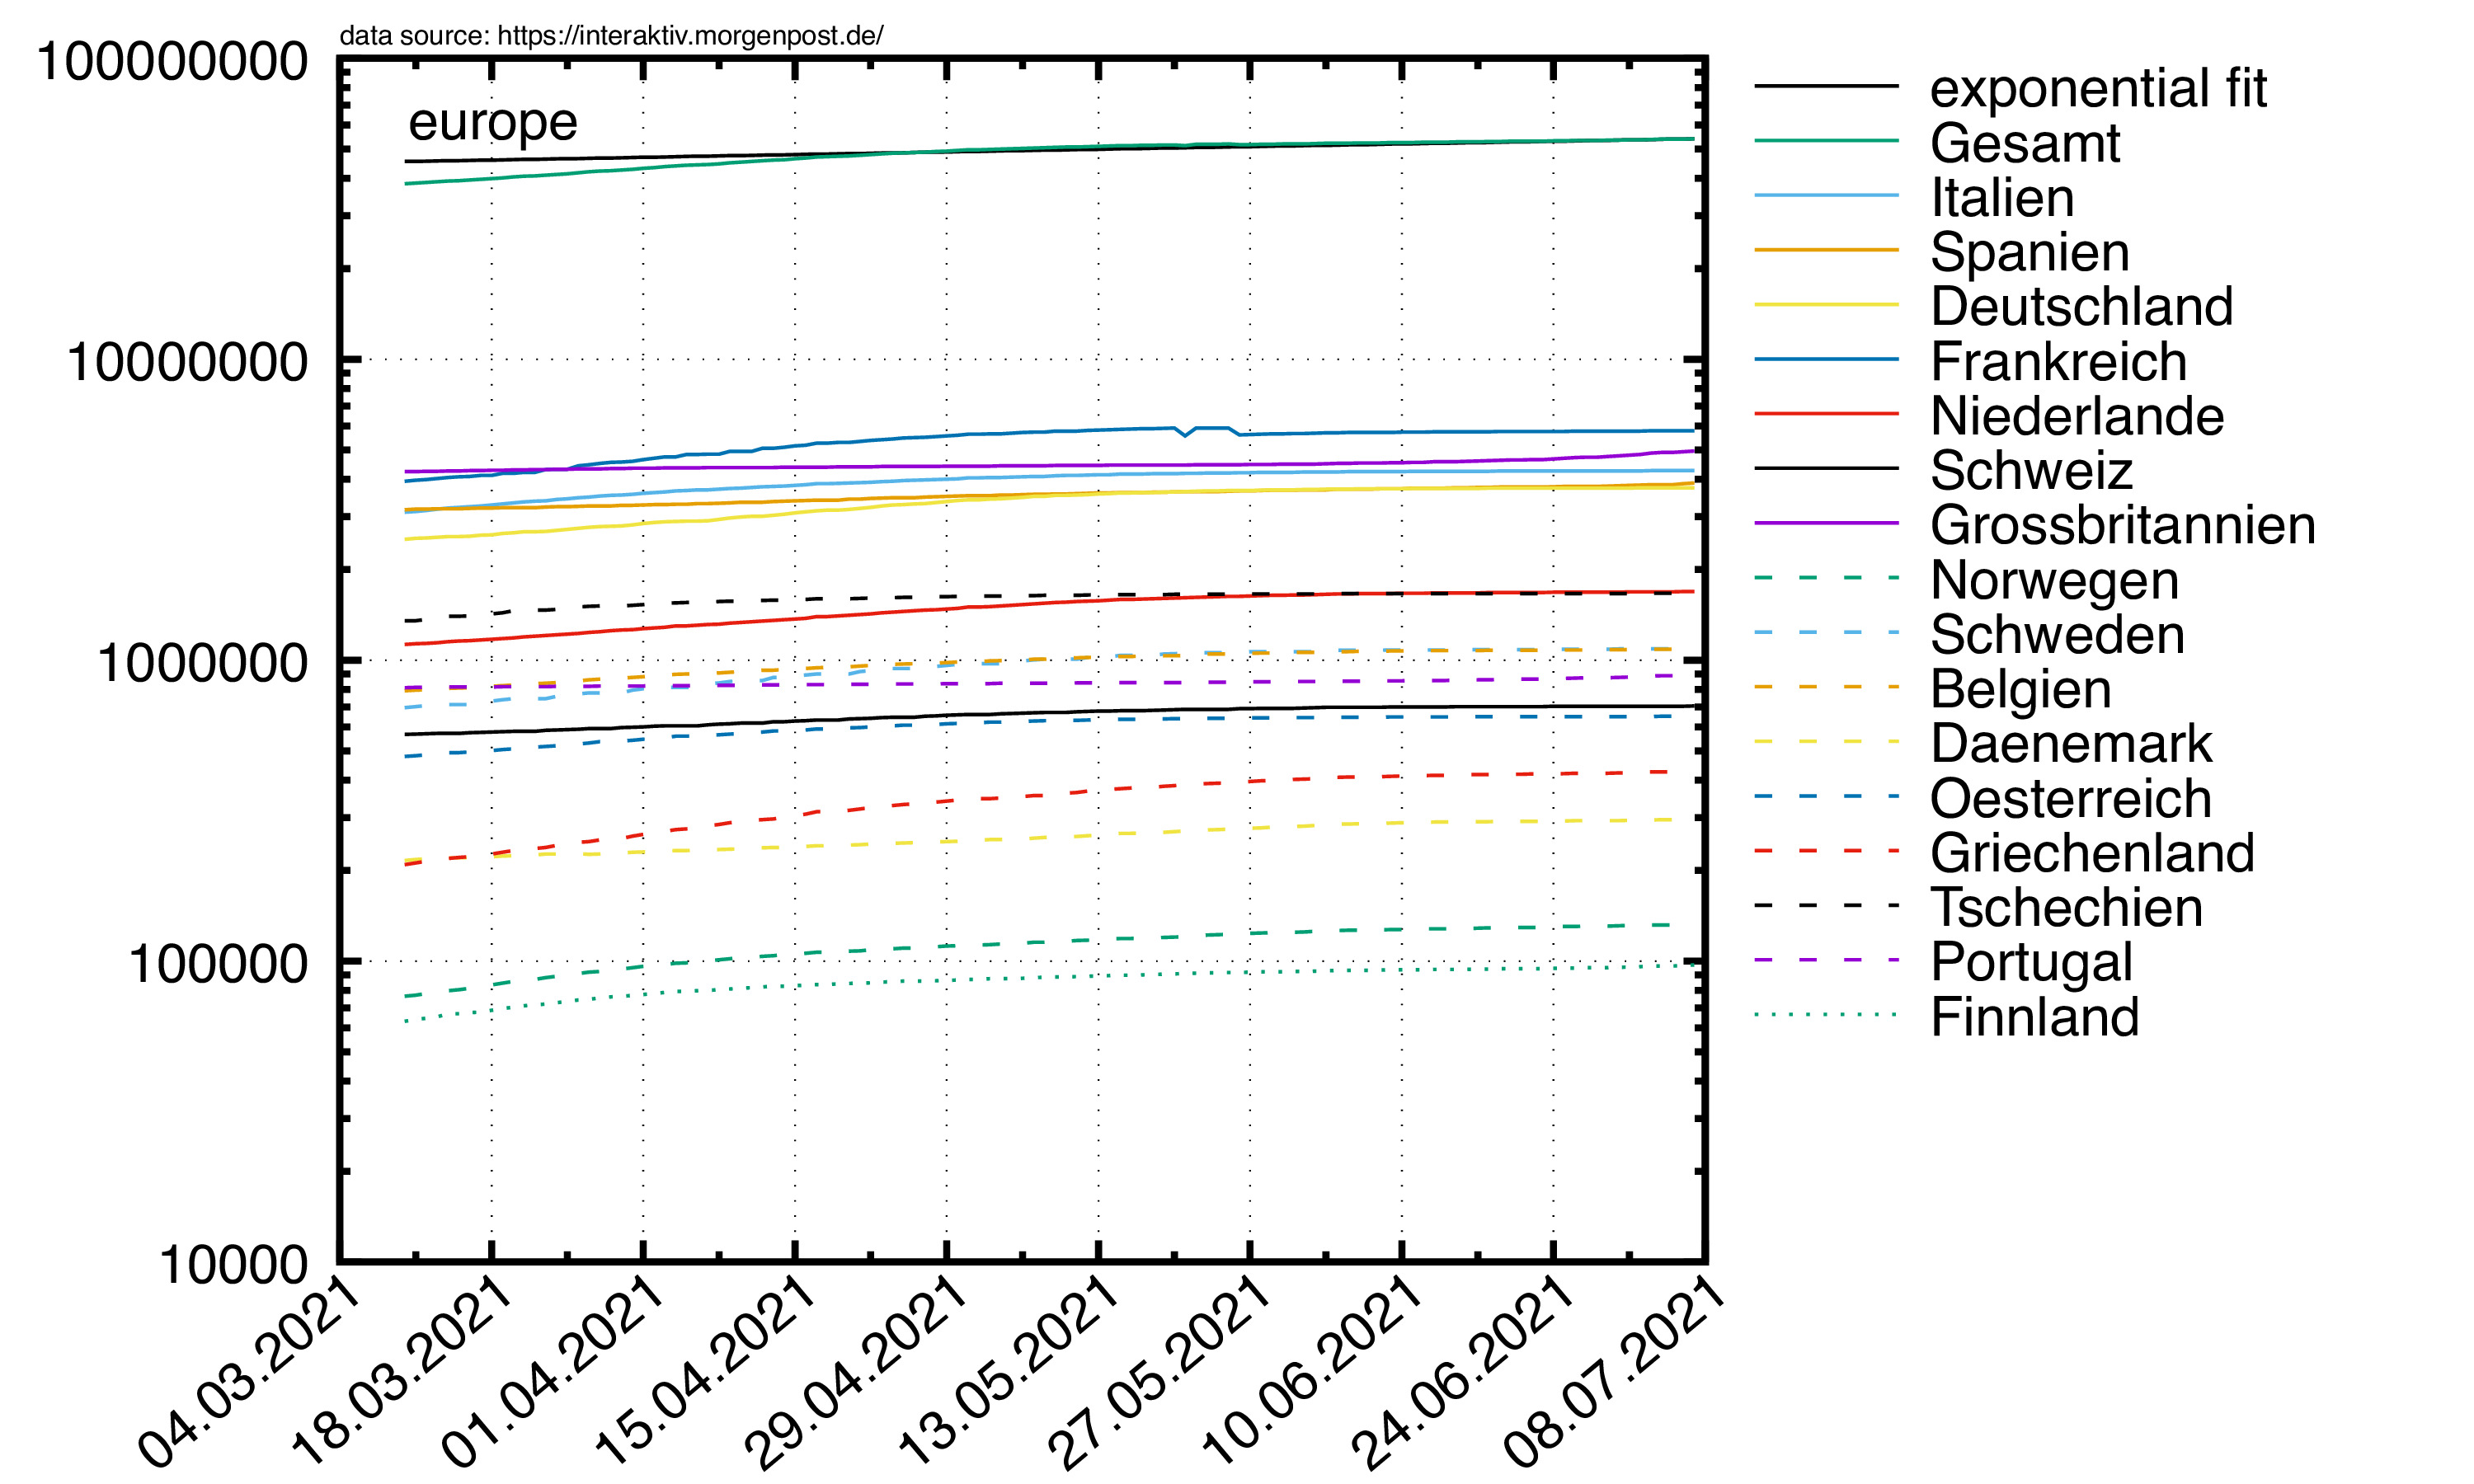 data source: https://interaktiv.morgenpost.de/
europe
100000000
10000000
1000000
100000
10000
04.03.2021
18.03.2021
01.04.2021
15.04.2021
29.04.2021
13.05.2021
27.05.2021
10.06.2021
24.06.2021
08.07.2021
exponential fit
Gesamt
Italien
Spanien
Deutschland
Frankreich
Niederlande
Schweiz
Grossbritannien
Norwegen
Schweden
Belgien
Daenemark
Oesterreich
Griechenland
Tschechien
Portugal
Finnland